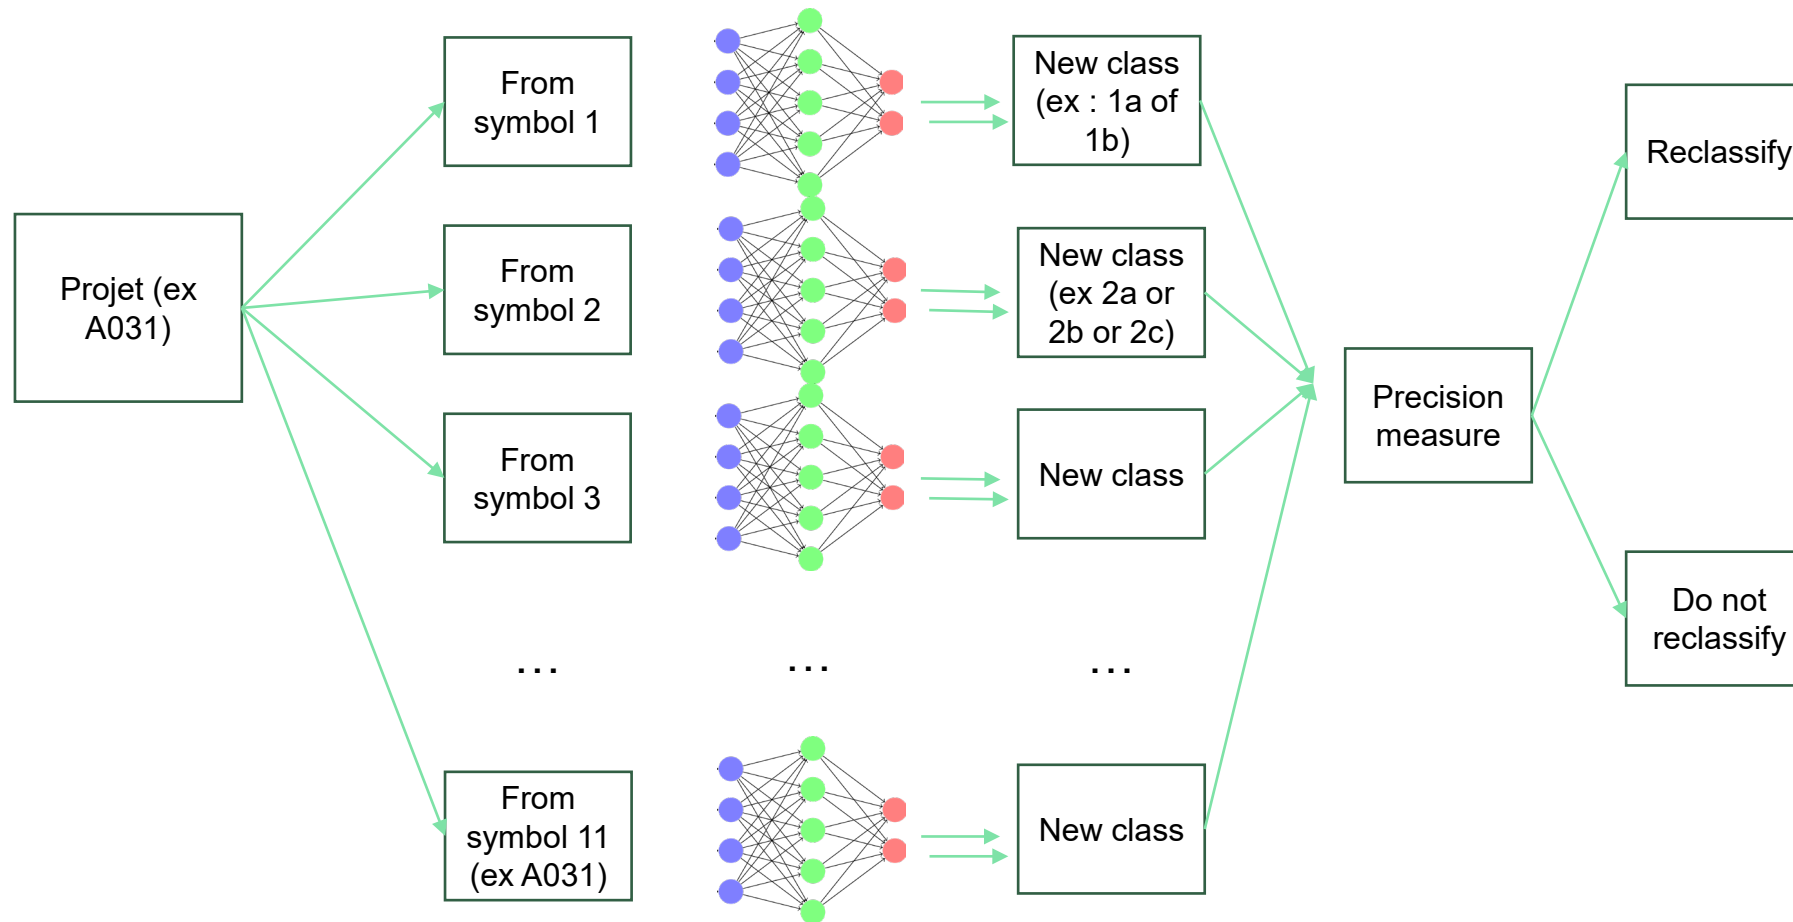 Projet (ex
A031)
From
symbol 1
From
symbol 2
From
symbol 3
...
From
symbol 11
(ex A031)
...
New class
(ex : 1a of
1b)
New class
(ex 2a or
2b or 2c)
New class
...
New class
Precision
measure
Reclassify
Do not
reclassify